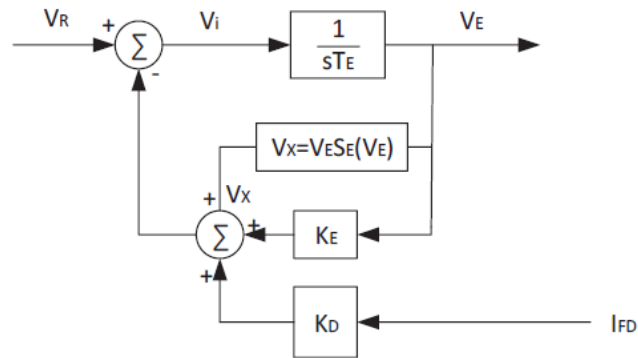 VR
+
Σ
-
Vi
1
sTE
VE
VX=VESE(VE)
+
VX
Σ
+
KE
+
KD
IFD